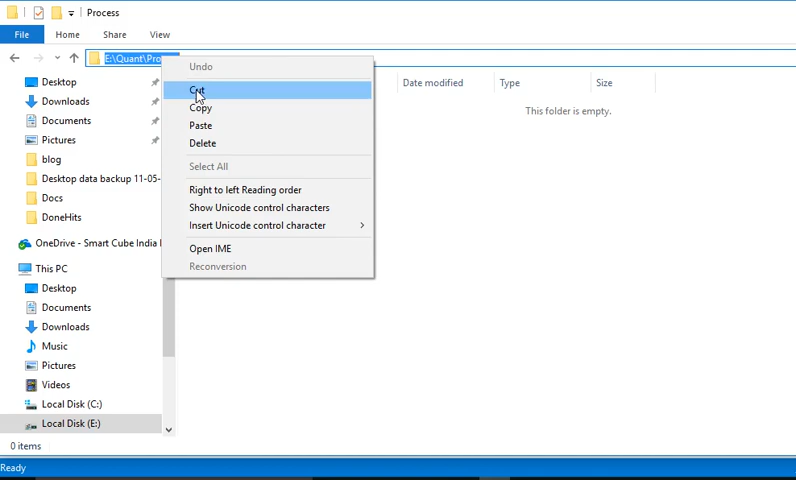 Process
File Home Share View
E:\Quant\Pro
Undo
Cut
Copy
Paste
Delete
Select All
Right to left Reading order
Show Unicode control characters
Insert Unicode control character
Open IME
Reconversion
Date modified Type Size
This folder is empty.
Desktop
Downloads
Documents
Pictures
blog
Desktop data backup 11-05-
Docs
DoneHits
OneDrive - Smart Cube India
This PC
Desktop
Documents
Downloads
Music
Pictures
Videos
Local Disk (C:)
Local Disk (E:)
0 items
Ready